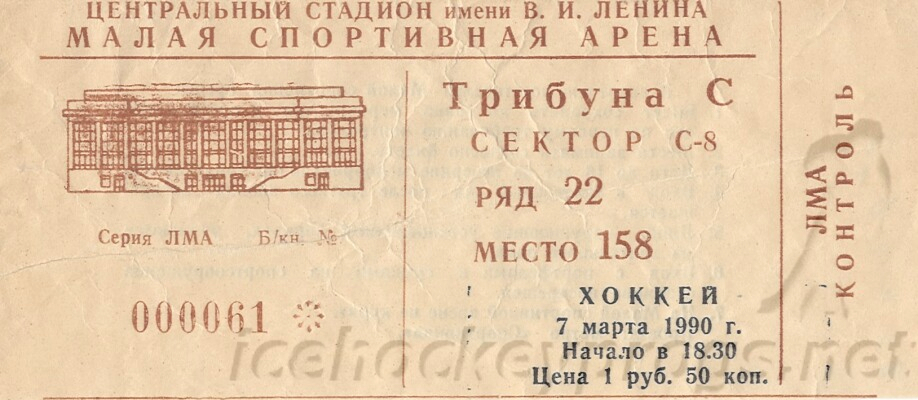 ЦЕНТРАЛЬНЫЙ СТАДИОН имени В. И. ЛЕНИНА
МАЛАЯ СПОРТИВНАЯ АРЕНА
Трибуна С
СЕКТОР С-8
РЯД 22
МЕСТО 158
Серия ЛМА Б/кн. №
000061
ХОККЕЙ
7 марта 1990 г.
Начало в 18.30
Цена 1 руб. 50 коп.
ЛМА
КОНТРОЛЬ
icehockeyprops.net